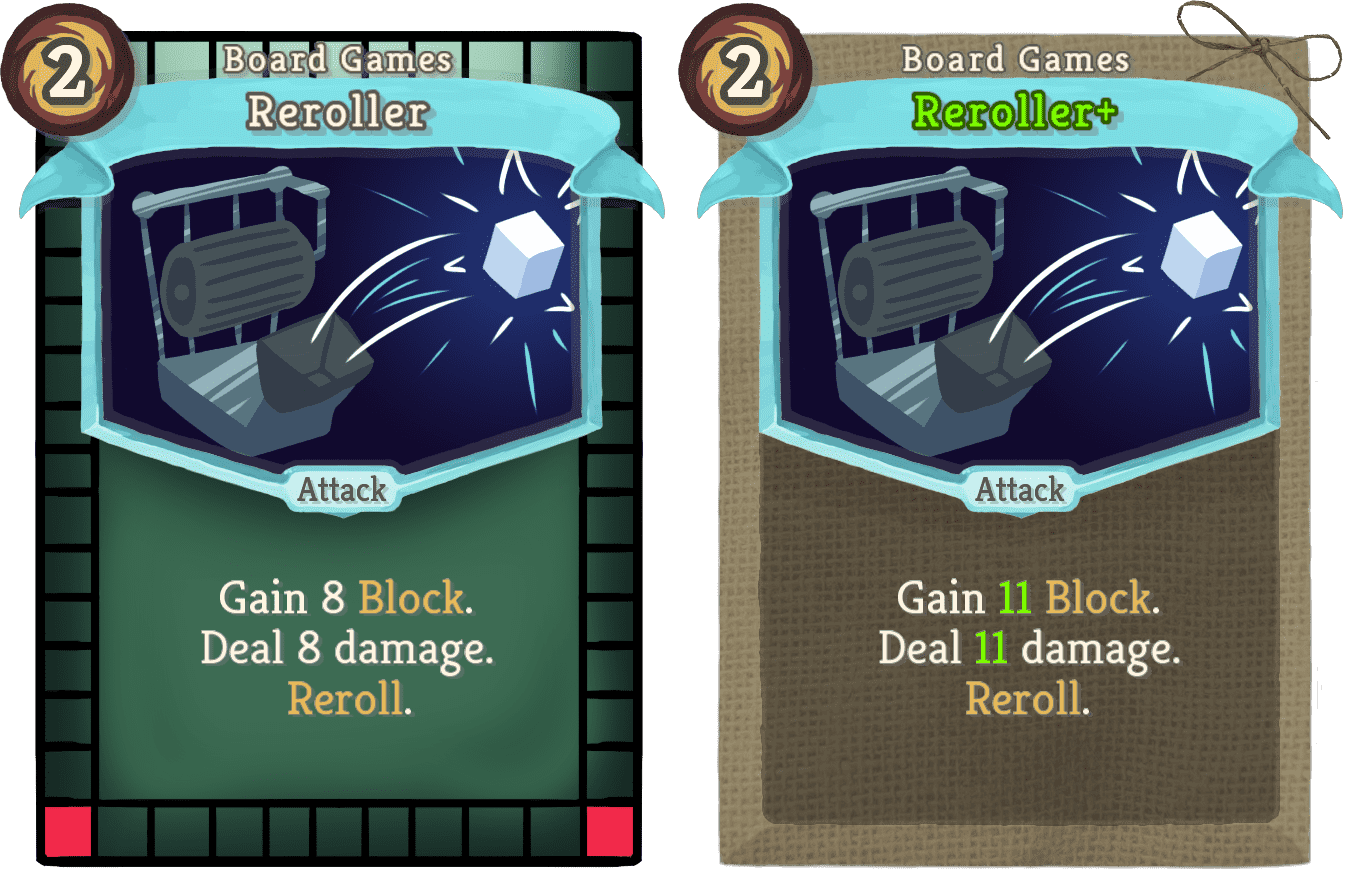 2
Board Games
Reroller
Attack
Gain 8 Block.
Deal 8 damage.
Reroll.
2
Board Games
Reroller+
Attack
Gain 11 Block.
Deal 11 damage.
Reroll.